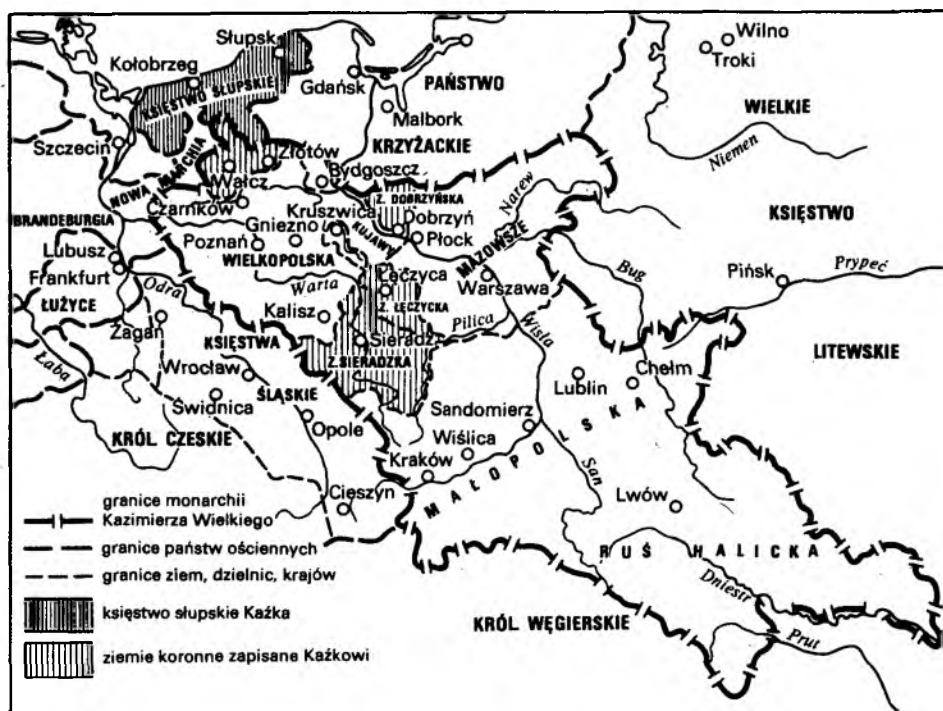 Słupsk
Wilno
Troki
Kołobrzeg
KSIĘSTWO SŁUPSKIE
Gdańsk
PAŃSTWO
WIELKIE
Malbork
KRZYŻACKIE
Szczecin
Niemen
NOWA MARCHIA
Złotów
Wałcz
Bydgoszcz
Z. DOBRZYŃSKA
Narew
Czarnków
Kruszwica
Dobrzyń
KSIĘSTWO
BRANDEBURGIA
Gniezno
KUJAWY
Płock
MAZOWSZE
Poznań
WIELKOPOLSKA
Lubusz
Frankfurt
Łęczyca
Warszawa
Bug
Pińsk
Prypeć
Odra
Warta
ŁUŻYCE
Z. ŁĘCZYCKA
Kalisz
Pilica
Żagań
KSIĘSTWA
Sieradz
Wisła
LITEWSKIE
Łaba
Wrocław
Z. SIERADZKA
Lublin
Chełm
Świdnica
ŚLĄSKIE
Sandomierz
KRÓL CZESKIE
Opole
Wiślica
Kraków
MAŁOPOLSKA
San
Cieszyn
Lwów
granice monarchii
Kazimierza Wielkiego
RUŚ HALICKA
granice państw ościennych
granice ziem, dzielnic, krajów
Dniestr
księstwo słupskie Kaźka
KRÓL WĘGIERSKIE
Prut
ziemie koronne zapisane Kaźkowi